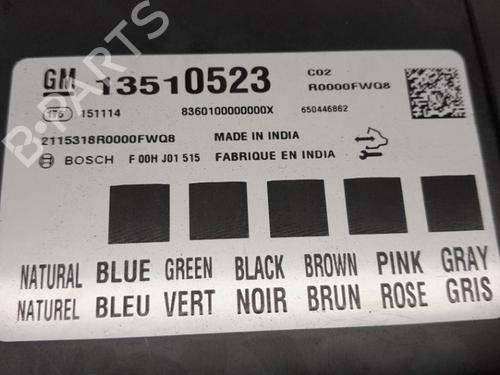 GM 13510523 C02
R0000FWQ8
176 151114 8360100000000X 650446862
2115318R0000FWQ8 MADE IN INDIA
BOSCH F 00H J01 515 FABRIQUE EN INDIA
NATURAL BLUE GREEN BLACK BROWN PINK GRAY
NATUREL BLEU VERT NOIR BRUN ROSE GRIS
B-PARTS